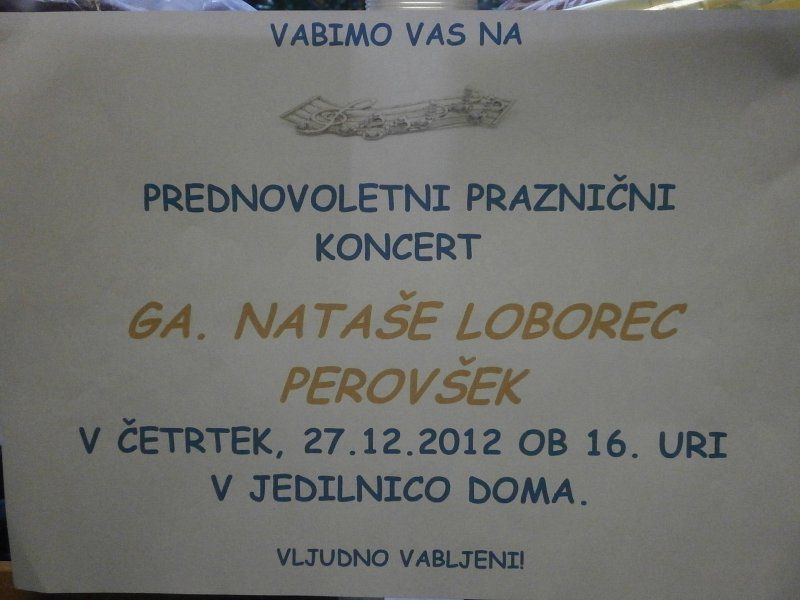 VABIMO VAS NA
PREDNOVOLETNI PRAZNIČNI
KONCERT
GA. NATAŠE LOBOREC
PEROVŠEK
V ČETRTEK, 27.12.2012 OB 16. URI
V JEDILNICO DOMA.
VLJUDNO VABLJENI!